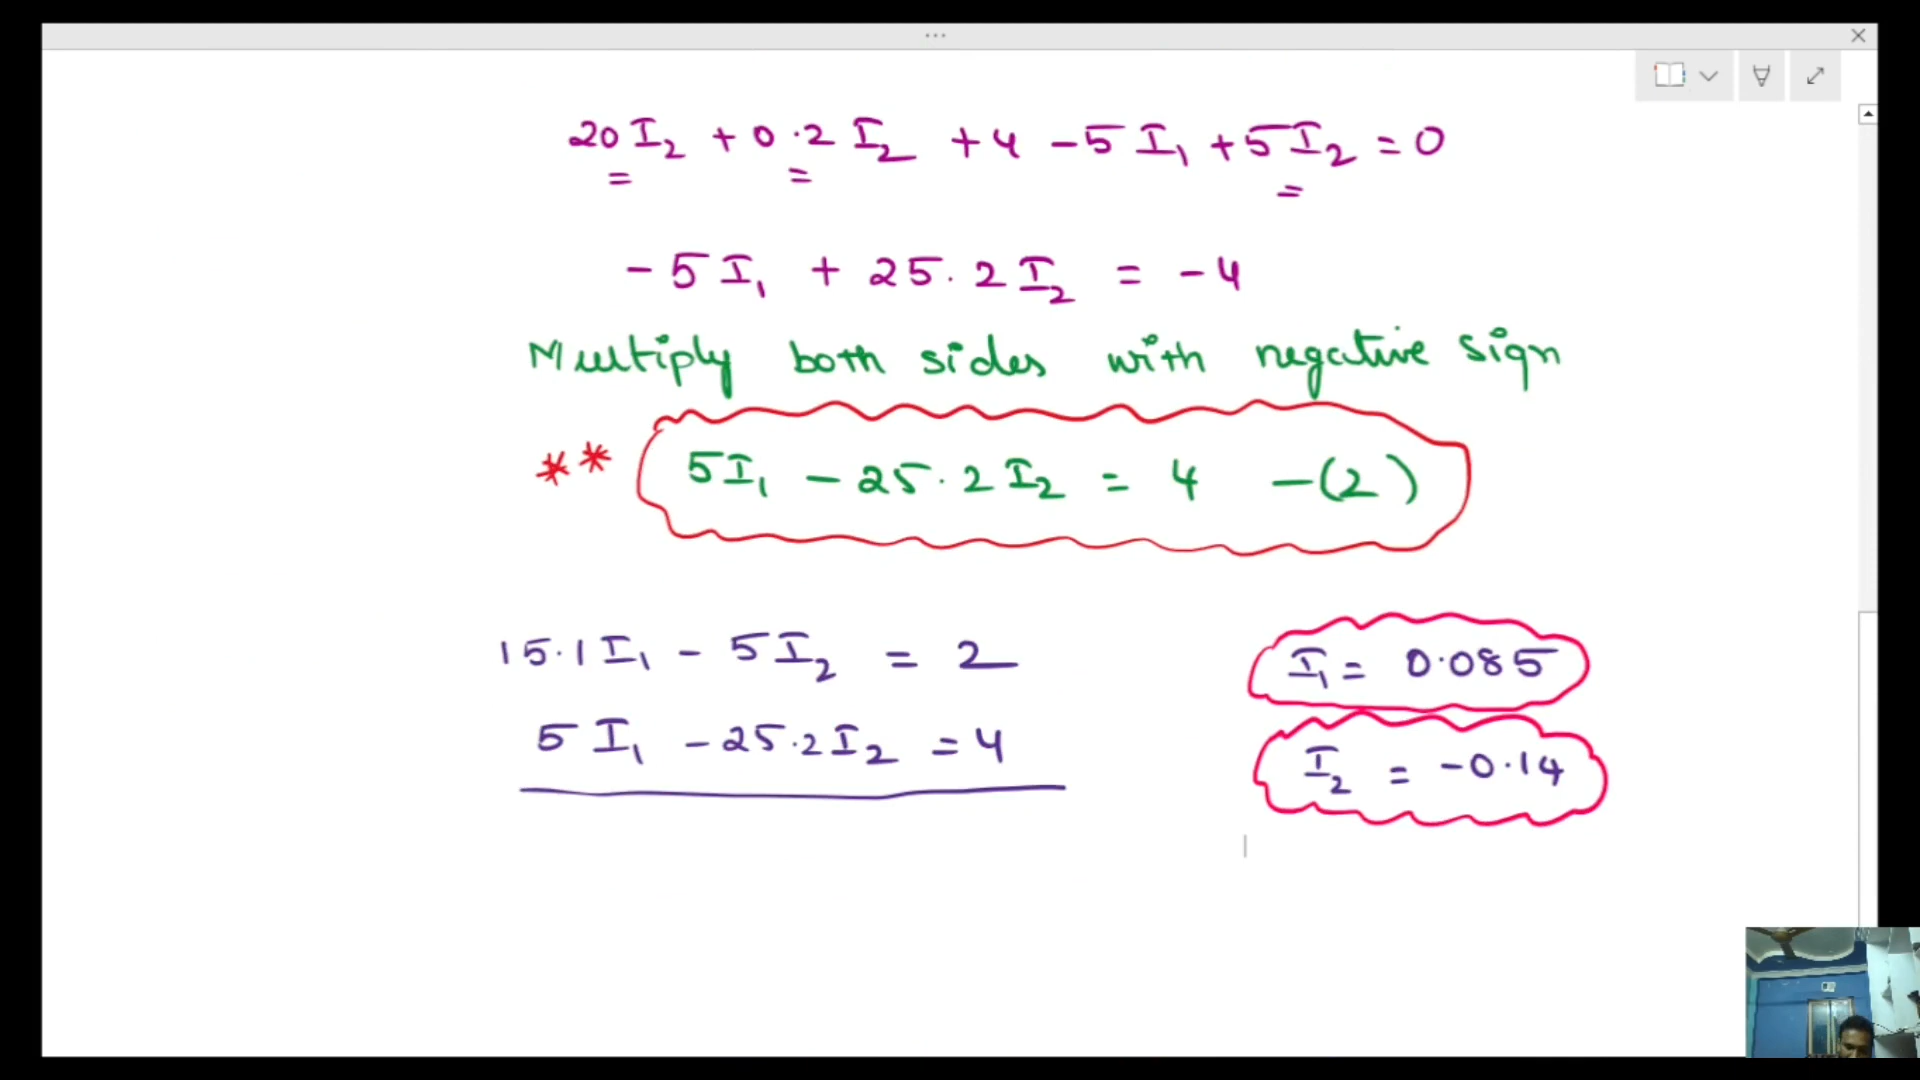 20I₂ + 0.2I₂ + 4 - 5I₁ + 5I₂ = 0
- 5I₁ + 25.2I₂ = -4
Multiply both sides with negative sign
** 5I₁ - 25.2I₂ = 4 -(2)
15.1I₁ - 5I₂ = 2
5I₁ - 25.2I₂ = 4
I₁ = 0.085
I₂ = -0.14